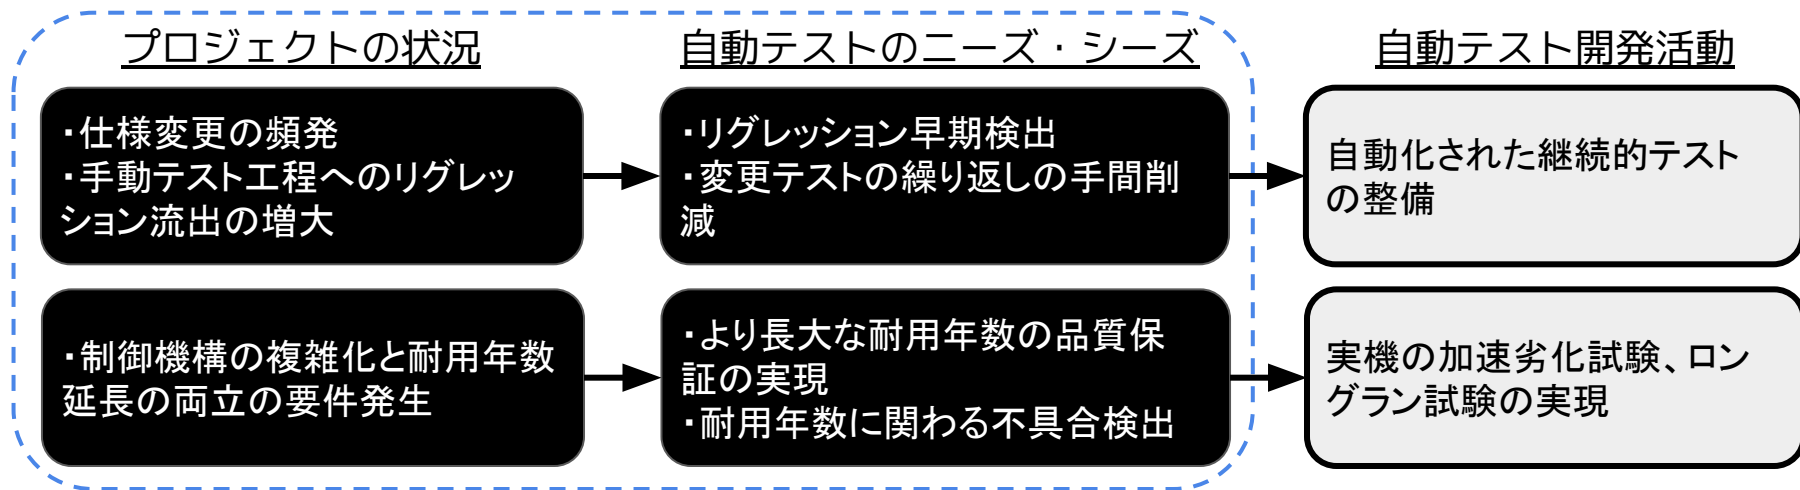 プロジェクトの状況
自動テストのニーズ・シーズ
自動テスト開発活動
・仕様変更の頻発
・手動テスト工程へのリグレッ
ション流出の増大
・リグレッション早期検出
・変更テストの繰り返しの手間削
減
自動化された継続的テスト
の整備
・制御機構の複雑化と耐用年数
延長の両立の要件発生
・より長大な耐用年数の品質保
証の実現
・耐用年数に関わる不具合検出
実機の加速劣化試験、ロン
グラン試験の実現